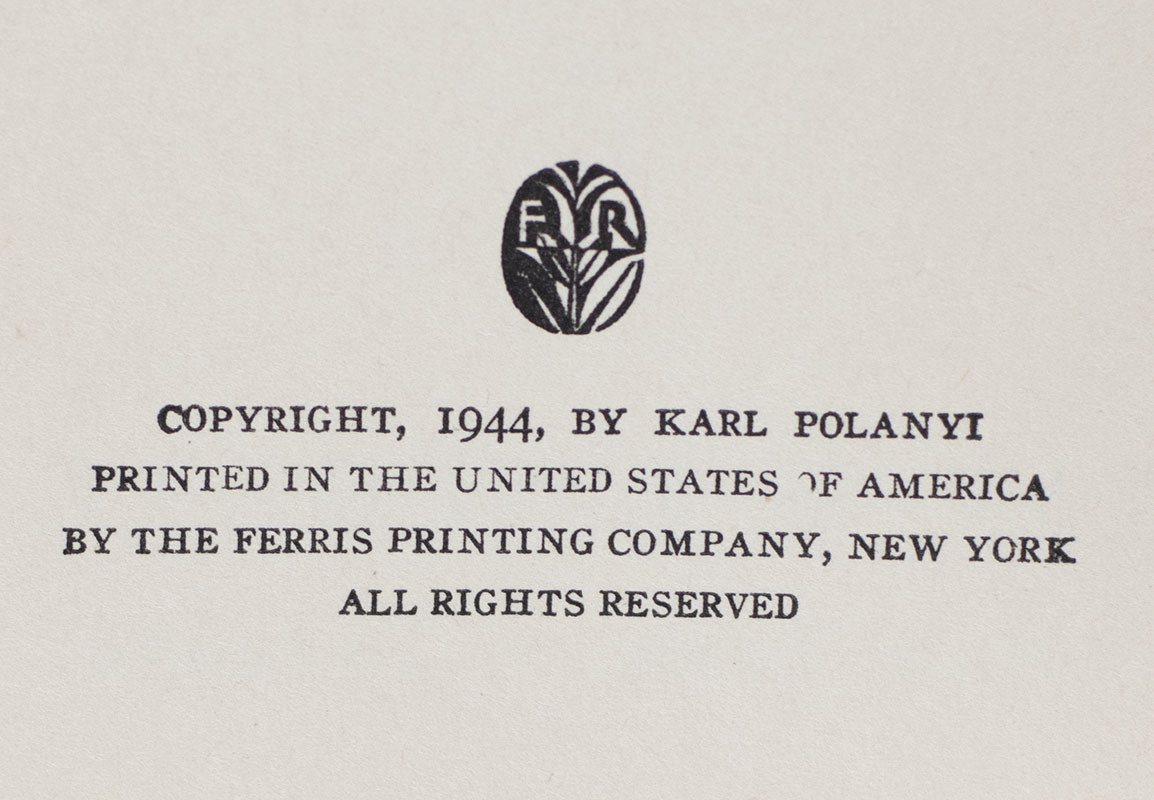 F R
COPYRIGHT, 1944, BY KARL POLANYI
PRINTED IN THE UNITED STATES OF AMERICA
BY THE FERRIS PRINTING COMPANY, NEW YORK
ALL RIGHTS RESERVED